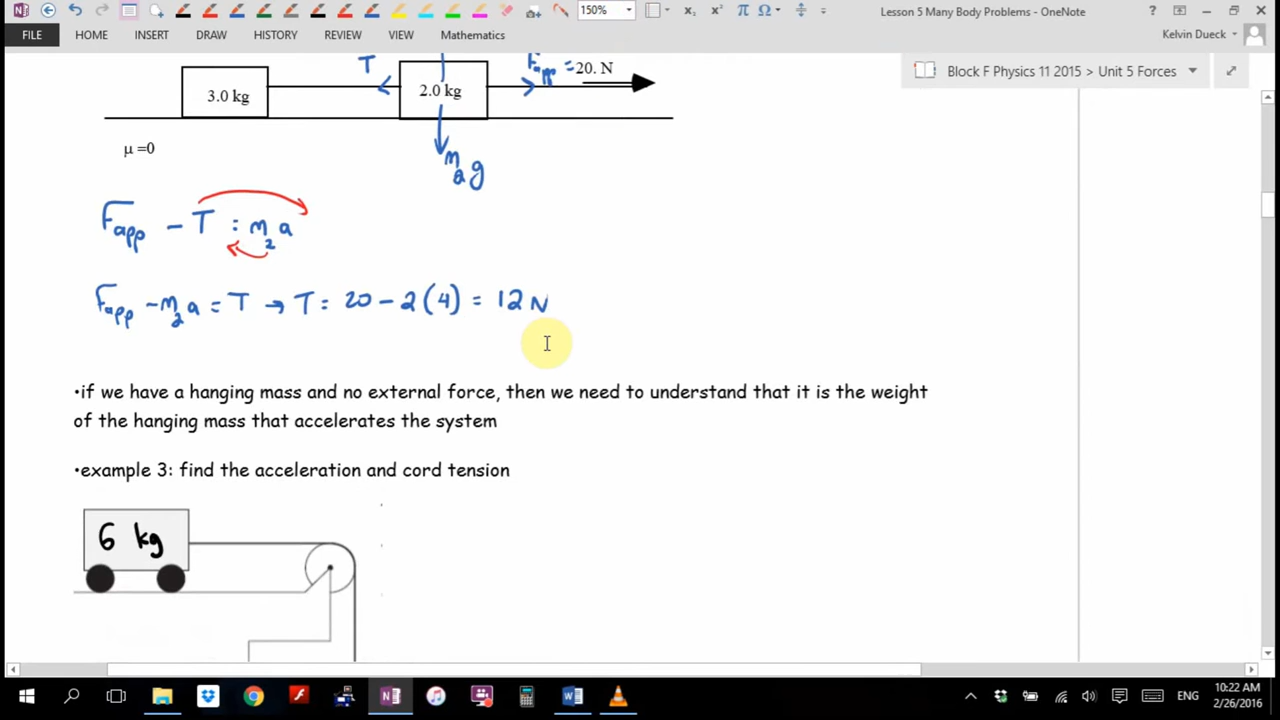 150%
x₁ x² π Ω
Lesson 5 Many Body Problems - OneNote
?
FILE HOME INSERT DRAW HISTORY REVIEW VIEW Mathematics
Kelvin Dueck
Block F Physics 11 2015 > Unit 5 Forces
T
Fapp = 20. N
3.0 kg
2.0 kg
μ =0
m₂g
Fapp - T = m₂a
Fapp - m₂a = T → T = 20 - 2(4) = 12 N
•if we have a hanging mass and no external force, then we need to understand that it is the weight
of the hanging mass that accelerates the system
•example 3: find the acceleration and cord tension
6 kg
ENG
10:22 AM
2/26/2016